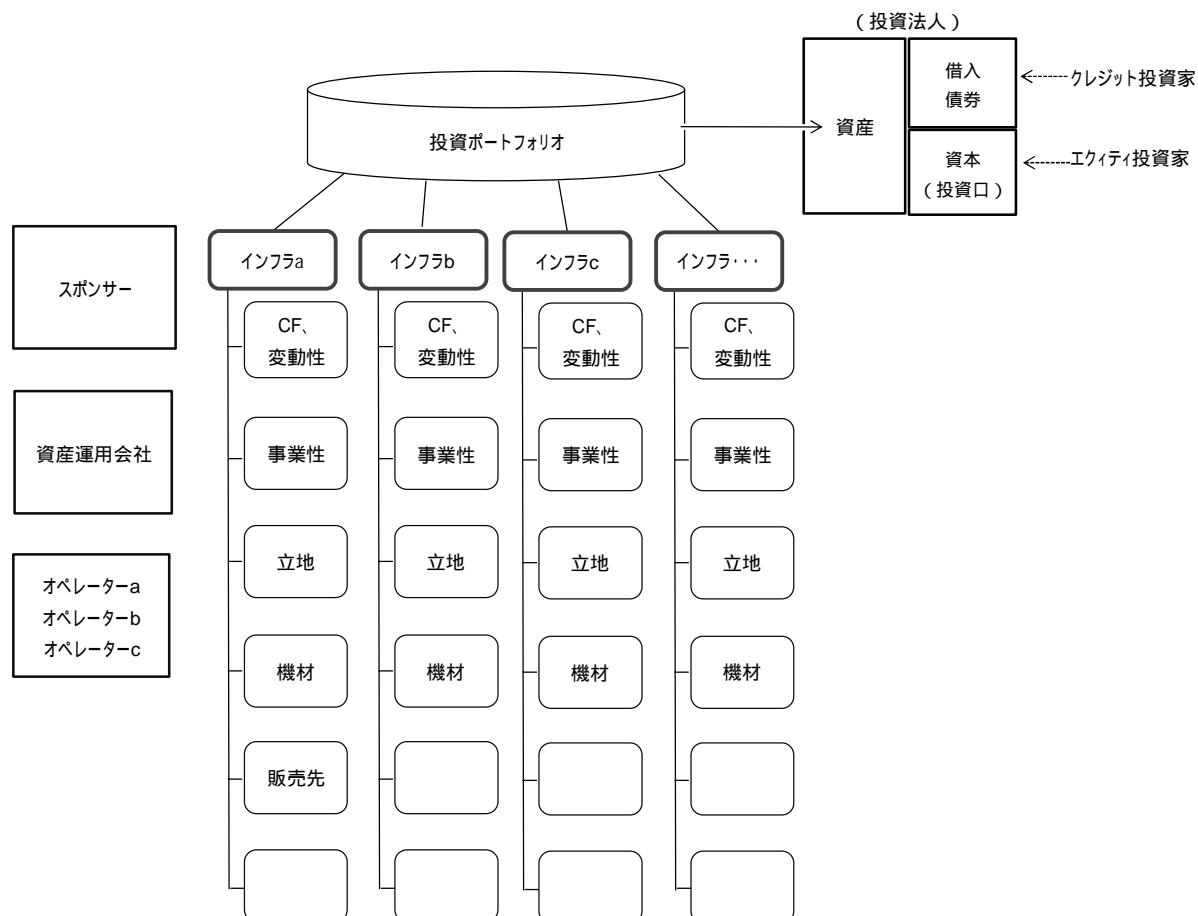 (投資法人)
借入
債券
クレジット投資家
資産
資本
(投資口)
エクィティ投資家
投資ポートフォリオ
スポンサー
資産運用会社
オペレーターa
オペレーターb
オペレーターc
インフラa
CF、
変動性
事業性
立地
機材
販売先
インフラb
CF、
変動性
事業性
立地
機材
インフラc
CF、
変動性
事業性
立地
機材
インフラ・・・
CF、
変動性
事業性
立地
機材